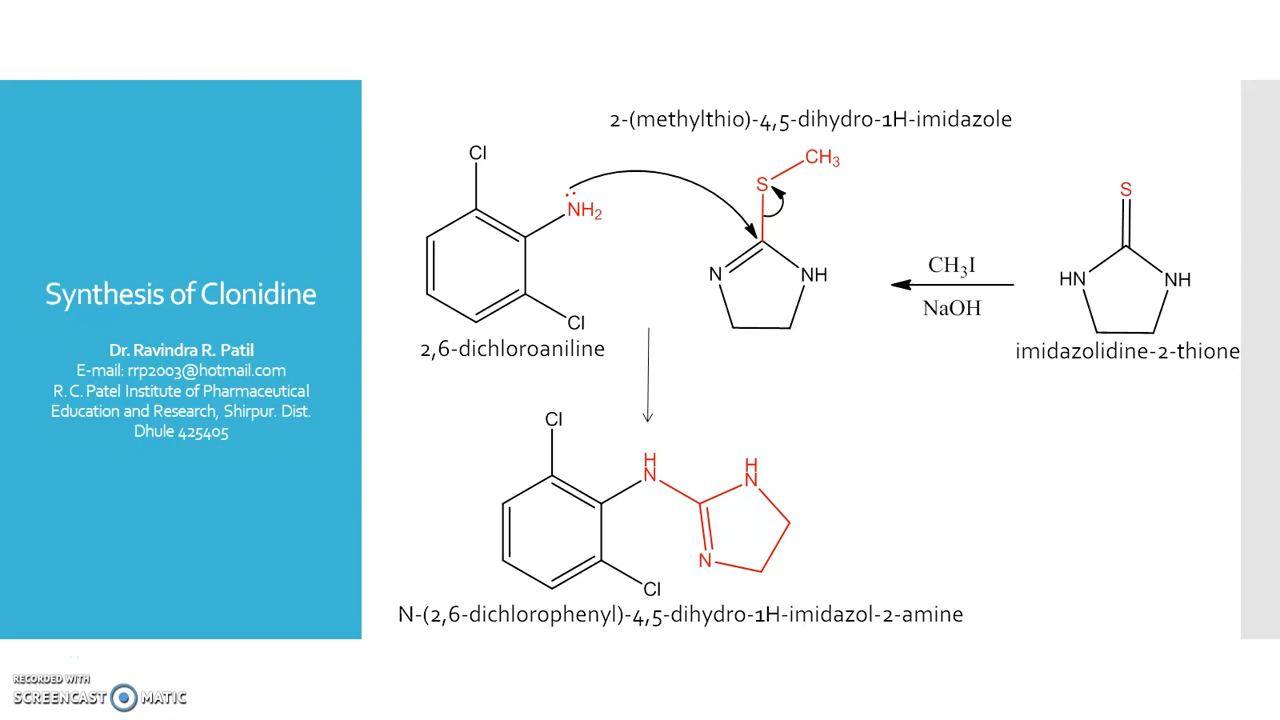 Synthesis of Clonidine
Dr. Ravindra R. Patil
E-mail: rrp2003@hotmail.com
R. C. Patel Institute of Pharmaceutical
Education and Research, Shirpur. Dist.
Dhule 425405
2-(methylthio)-4,5-dihydro-1H-imidazole
Cl
NH2
Cl
2,6-dichloroaniline
CH3
S
N
NH
CH3I
NaOH
S
HN
NH
imidazolidine-2-thione
Cl
H
N
H
N
N
Cl
N-(2,6-dichlorophenyl)-4,5-dihydro-1H-imidazol-2-amine
RECORDED WITH
SCREENCAST MATIC